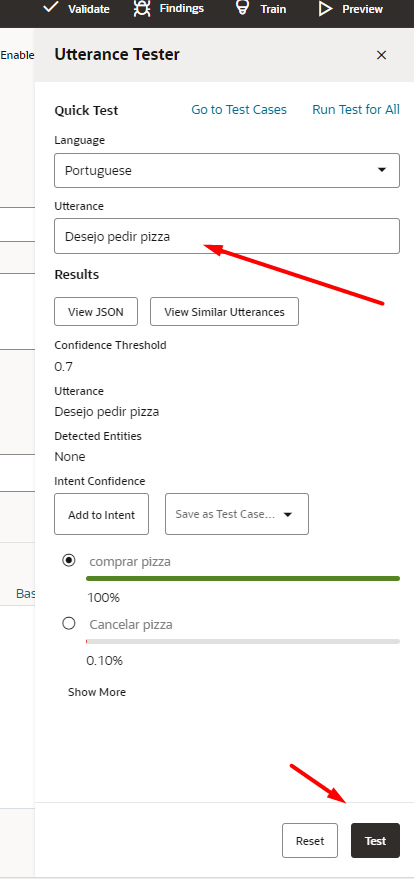 Validate Findings Train Preview
Enable
Utterance Tester
Quick Test Go to Test Cases Run Test for All
Language
Portuguese
Utterance
Desejo pedir pizza
Results
View JSON View Similar Utterances
Confidence Threshold
0.7
Utterance
Desejo pedir pizza
Detected Entities
None
Intent Confidence
Add to Intent Save as Test Case...
comprar pizza
100%
Bas
Cancelar pizza
0.10%
Show More
Reset Test